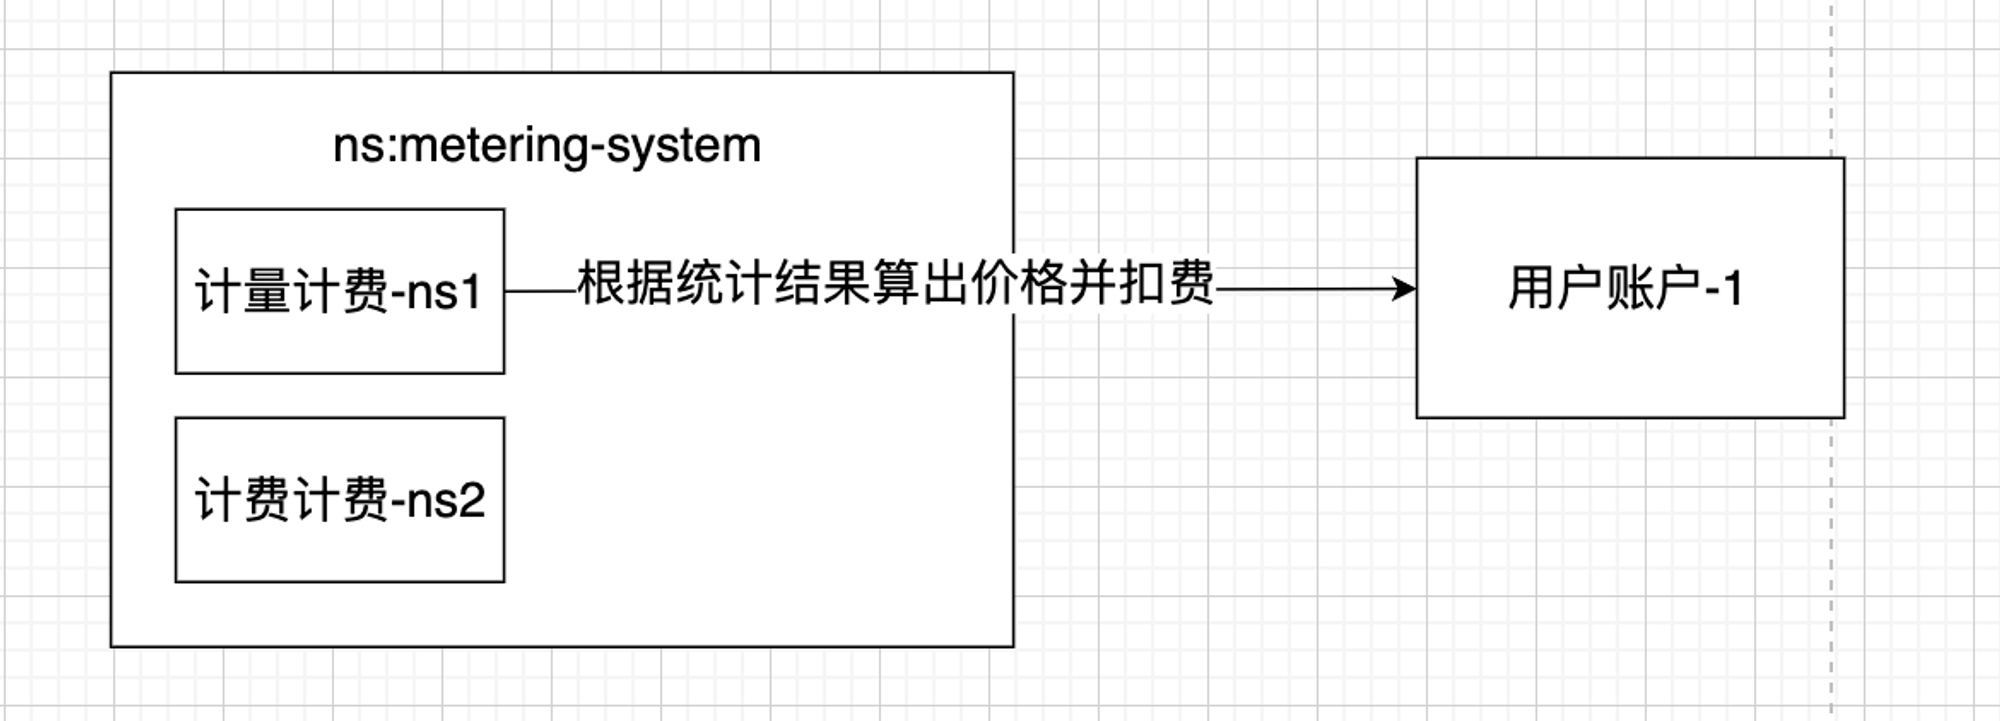 ns:metering-system
计量计费-ns1
根据统计结果算出价格并扣费
用户账户-1
计费计费-ns2